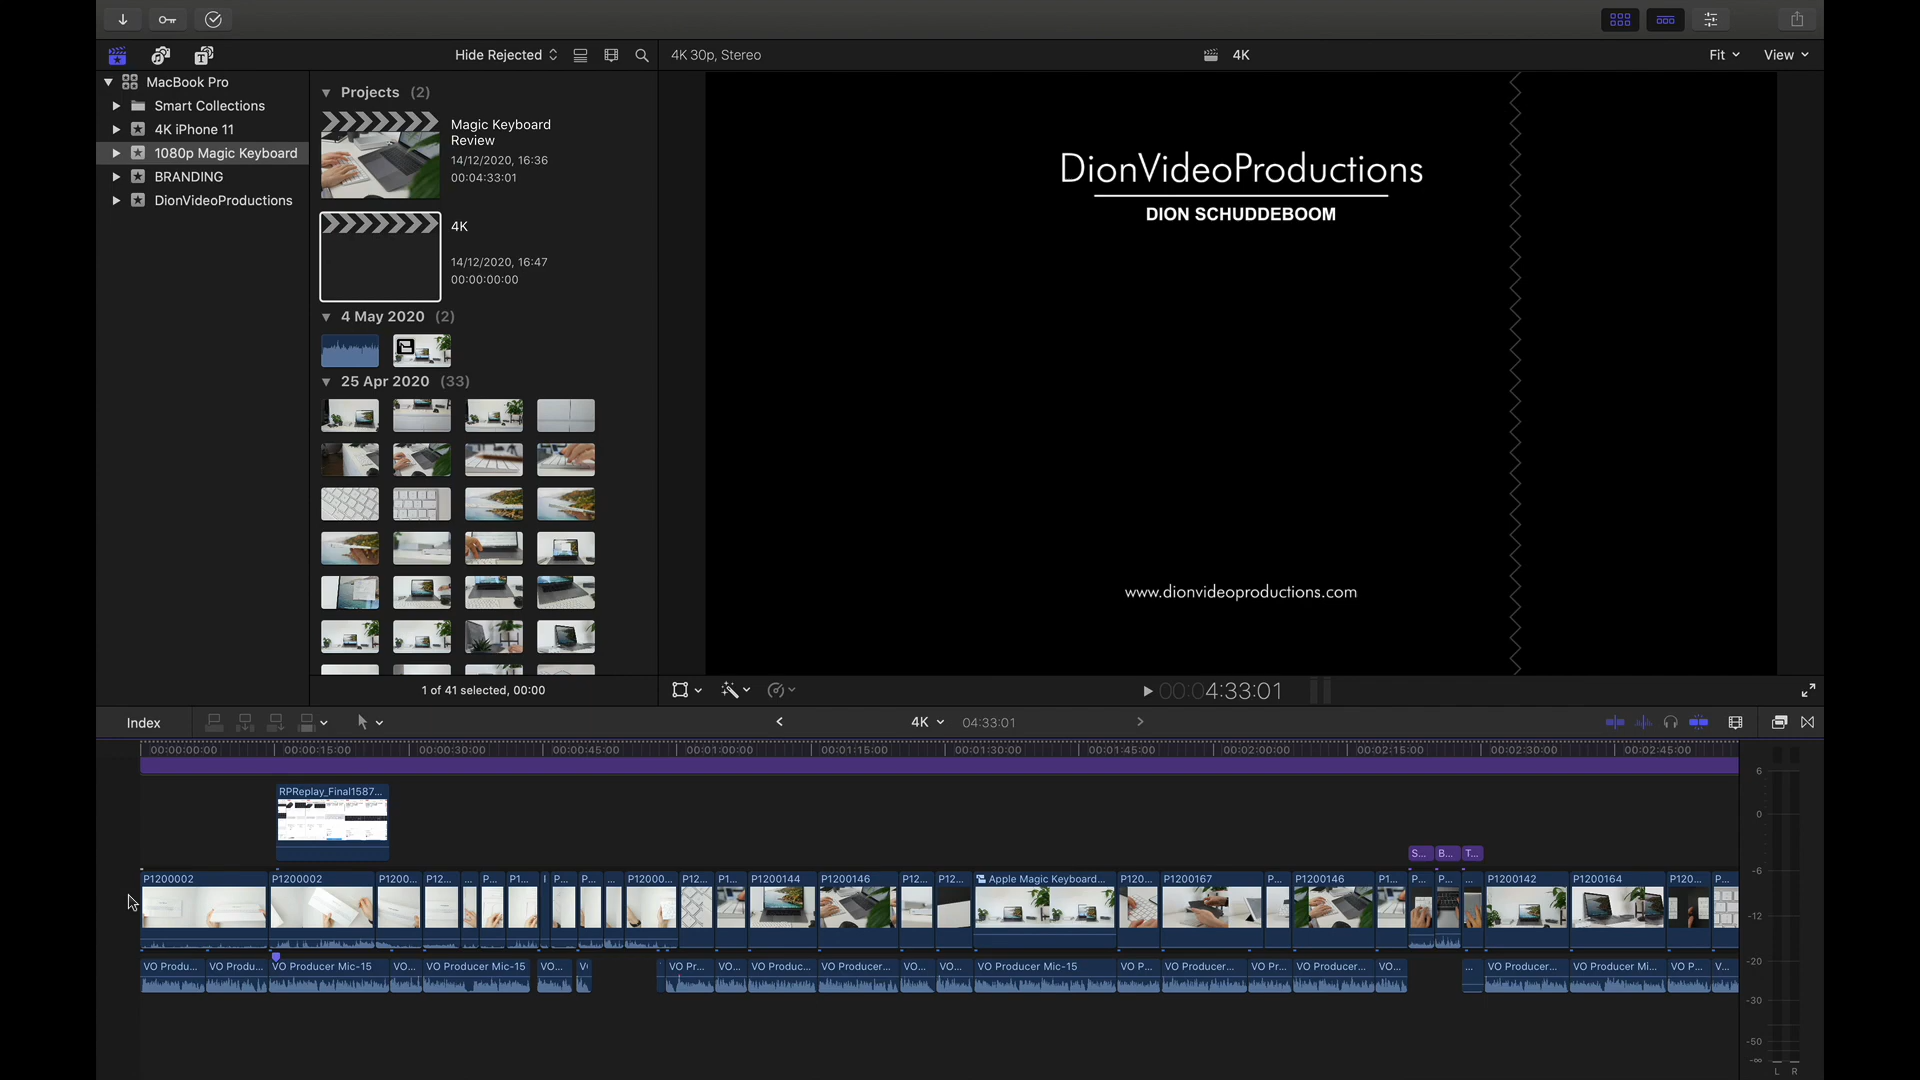 Hide Rejected
4K 30p, Stereo
4K
Fit
View
MacBook Pro
Smart Collections
4K iPhone 11
1080p Magic Keyboard
BRANDING
DionVideoProductions
Projects (2)
Magic Keyboard
Review
14/12/2020, 16:36
00:04:33:01
4K
14/12/2020, 16:47
00:00:00:00
4 May 2020 (2)
25 Apr 2020 (33)
1 of 41 selected, 00:00
DionVideoProductions
DION SCHUDDEBOOM
www.dionvideoproductions.com
00:04:33:01
Index
4K
04:33:01
00:00:00:00 00:00:15:00 00:00:30:00 00:00:45:00 00:01:00:00 00:01:15:00 00:01:30:00 00:01:45:00 00:02:00:00 00:02:15:00 00:02:30:00 00:02:45:00
RPReplay_Final1587...
S... B... T...
P1200002 P1200002 P1200... P12... ... P... P1... P... P... ... P12000... P12... P1... P1200144 P1200146 P12... P12... Apple Magic Keyboard... P120... P1200167 P... P1200146 P1... P... P... ... P1200142 P1200164 P120... P...
VO Produ... VO Produ... VO Producer Mic-15 VO... VO Producer Mic-15 VO... VO Pr... VO... VO Produc... VO Producer... VO... VO... VO Producer Mic-15 VO P... VO Producer... VO Pr... VO Producer... VO... ... VO Producer... VO Producer Mi... VO P... V...
6
0
-6
-12
-20
-30
-50
-∞
L R